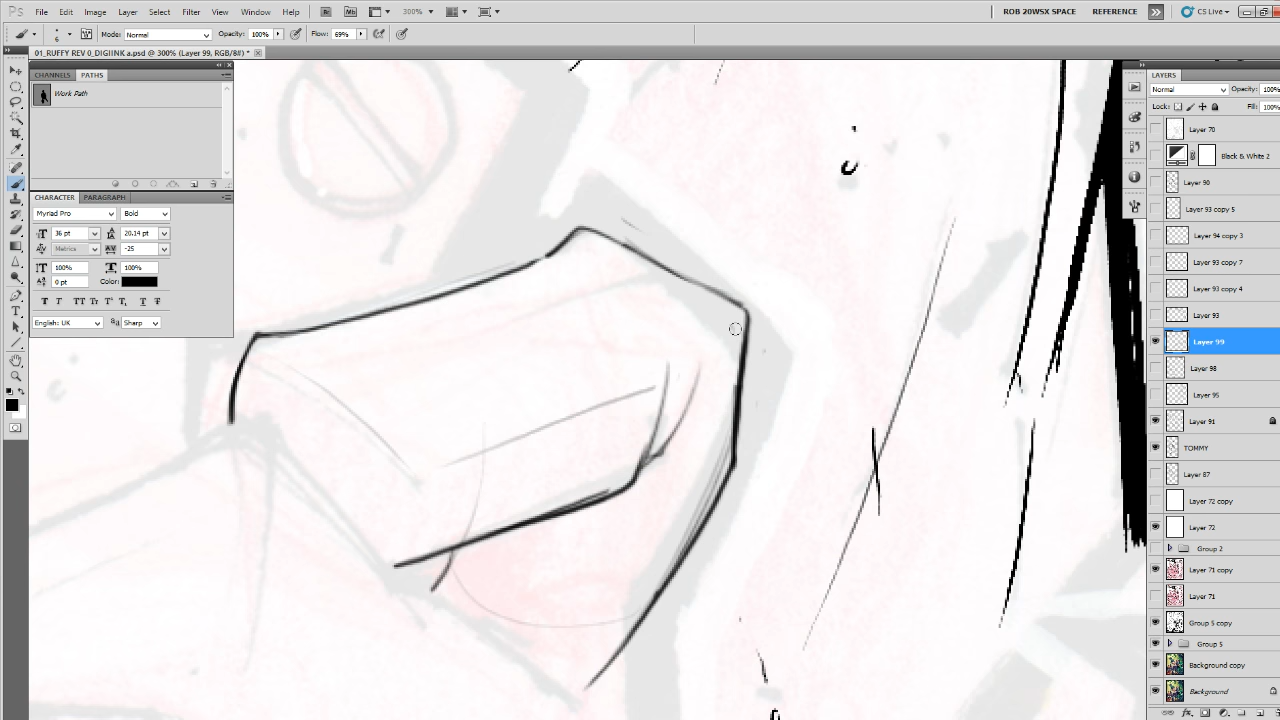 Ps File Edit Image Layer Select Filter View Window Help Br Mb 300% ROB 20WSX SPACE REFERENCE CS Live
6 Mode: Normal Opacity: 100% Flow: 69%
01_RUFFY REV 0_DIGIINK a.psd @ 300% (Layer 99, RGB/8#) *
CHANNELS PATHS
Work Path
CHARACTER PARAGRAPH
Myriad Pro Bold
36 pt 20.14 pt
Metrics -25
100% 100%
0 pt Color:
English: UK Sharp
LAYERS
Normal Opacity: 100%
Lock: Fill: 100%
Layer 70
Black & White 2
Layer 90
Layer 93 copy 5
Layer 94 copy 3
Layer 93 copy 7
Layer 93 copy 4
Layer 93
Layer 99
Layer 98
Layer 95
Layer 91
TOMMY
Layer 87
Layer 72 copy
Layer 72
Group 2
Layer 71 copy
Layer 71
Group 5 copy
Group 5
Background copy
Background